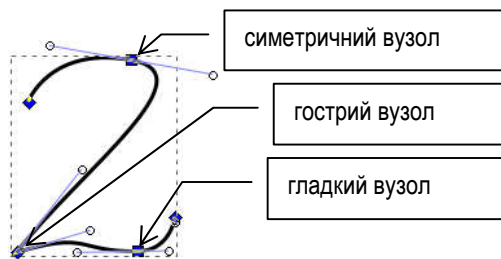 симетричний вузол
гострий вузол
гладкий вузол